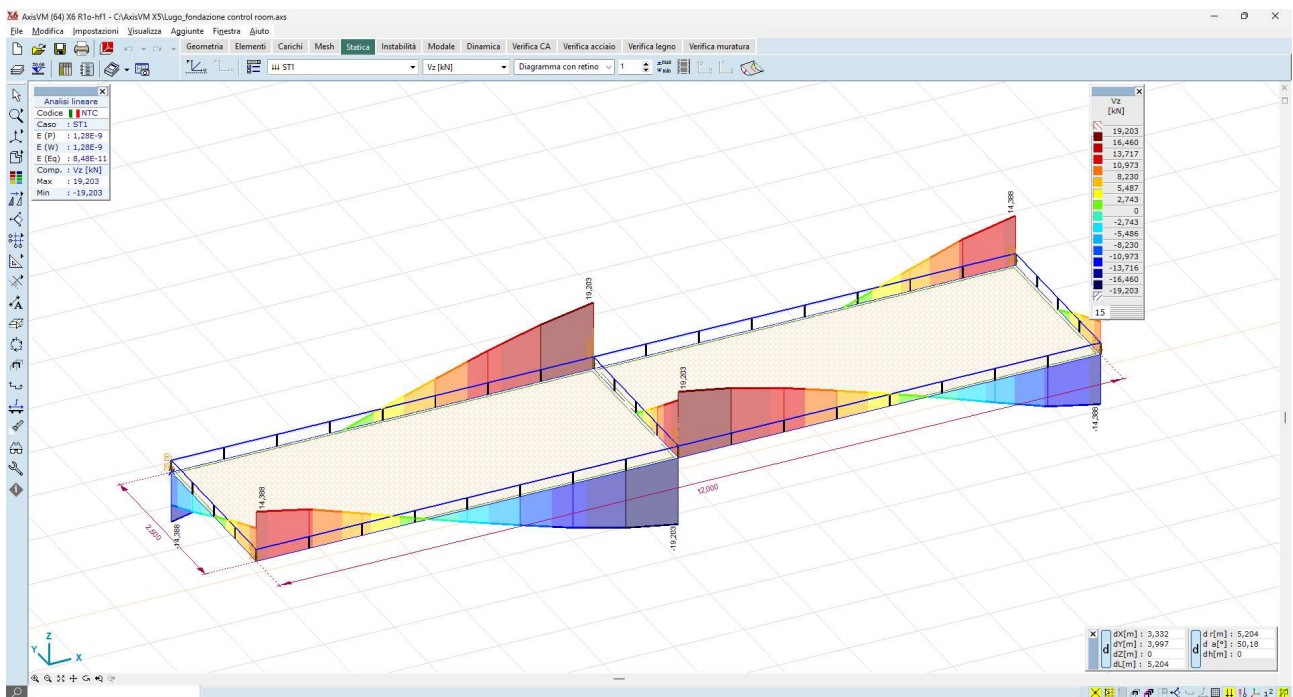 AxisVM (64) X6 R1o-hf1 - C:\AxisVM X5\Lugo_fondazione control room.axs
File Modifica Impostazioni Visualizza Aggiunte Finestra Aiuto
Geometria Elementi Carichi Mesh Statica Instabilità Modale Dinamica Verifica CA Verifica acciaio Verifica legno Verifica muratura
ST1 Vz [kN] Diagramma con retino 1
Analisi lineare
Codice NTC
Caso : ST1
E (P) : 1,28E-9
E (W) : 1,28E-9
E (Eq) : 8,48E-11
Comp. : Vz [kN]
Max : 19,203
Min : -19,203
Vz
[kN]
19,203
16,460
13,717
10,973
8,230
5,487
2,743
0
-2,743
-5,486
-8,230
-10,973
-13,716
-16,460
-19,203
15
14,388
19,203
19,203
-14,388
12,000
14,388
-19,203
2,500
-14,388
Z
Y
X
dX[m] : 3,332
dY[m] : 3,997
dZ[m] : 0
dL[m] : 5,204
d
d r[m] : 5,204
d a[°] : 50,18
dh[m] : 0
d